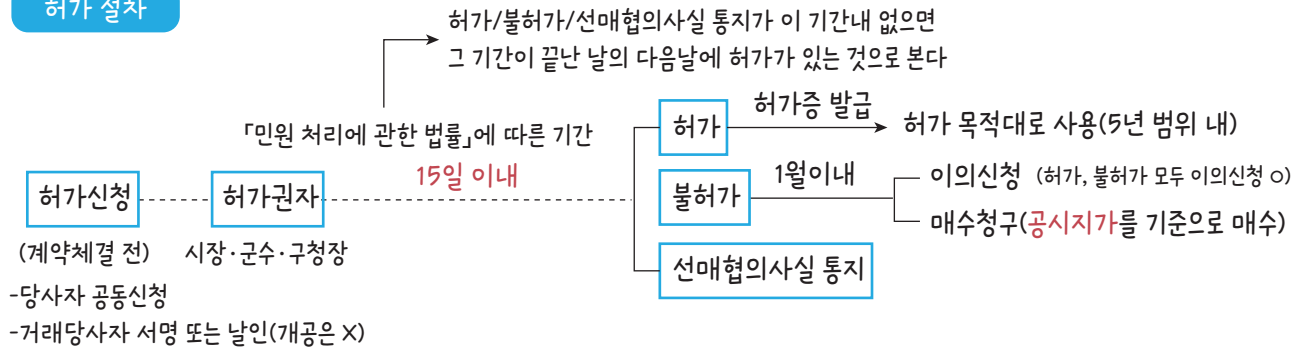 허가 절차
허가/불허가/선매협의사실 통지가 이 기간내 없으면
그 기간이 끝난 날의 다음날에 허가가 있는 것으로 본다
「민원 처리에 관한 법률」에 따른 기간
15일 이내
허가신청
(계약체결 전)
-당사자 공동신청
-거래당사자 서명 또는 날인(개공은 X)
허가권자
시장·군수·구청장
허가
허가증 발급
허가 목적대로 사용(5년 범위 내)
불허가
1월이내
이의신청 (허가, 불허가 모두 이의신청 ○)
매수청구(공시지가를 기준으로 매수)
선매협의사실 통지